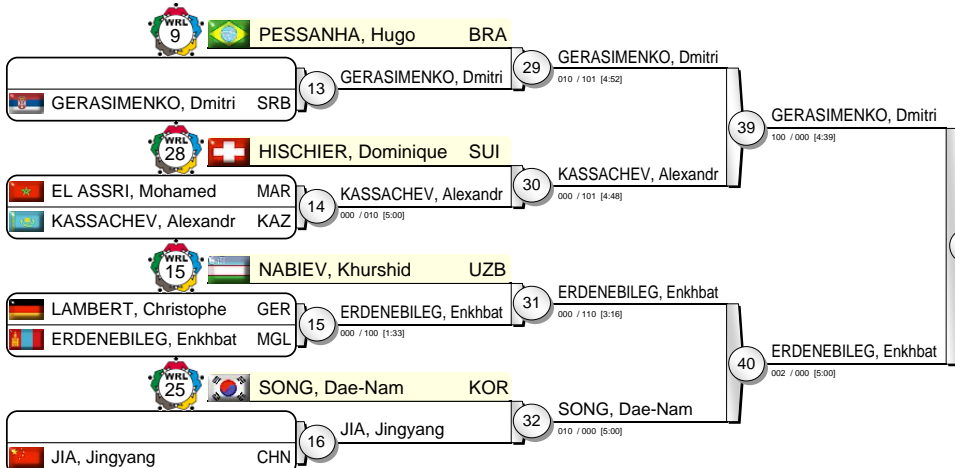 WRL 9 PESSANHA, Hugo BRA
GERASIMENKO, Dmitri SRB
13 GERASIMENKO, Dmitri
29 GERASIMENKO, Dmitri
010 / 101 [4:52]
WRL 28 HISCHIER, Dominique SUI
EL ASSRI, Mohamed MAR
KASSACHEV, Alexandr KAZ
14 KASSACHEV, Alexandr
000 / 010 [5:00]
30 KASSACHEV, Alexandr
000 / 101 [4:48]
39 GERASIMENKO, Dmitri
100 / 000 [4:39]
WRL 15 NABIEV, Khurshid UZB
LAMBERT, Christophe GER
ERDENEBILEG, Enkhbat MGL
15 ERDENEBILEG, Enkhbat
000 / 100 [1:33]
31 ERDENEBILEG, Enkhbat
000 / 110 [3:16]
WRL 25 SONG, Dae-Nam KOR
JIA, Jingyang CHN
16 JIA, Jingyang
32 SONG, Dae-Nam
010 / 000 [5:00]
40 ERDENEBILEG, Enkhbat
002 / 000 [5:00]